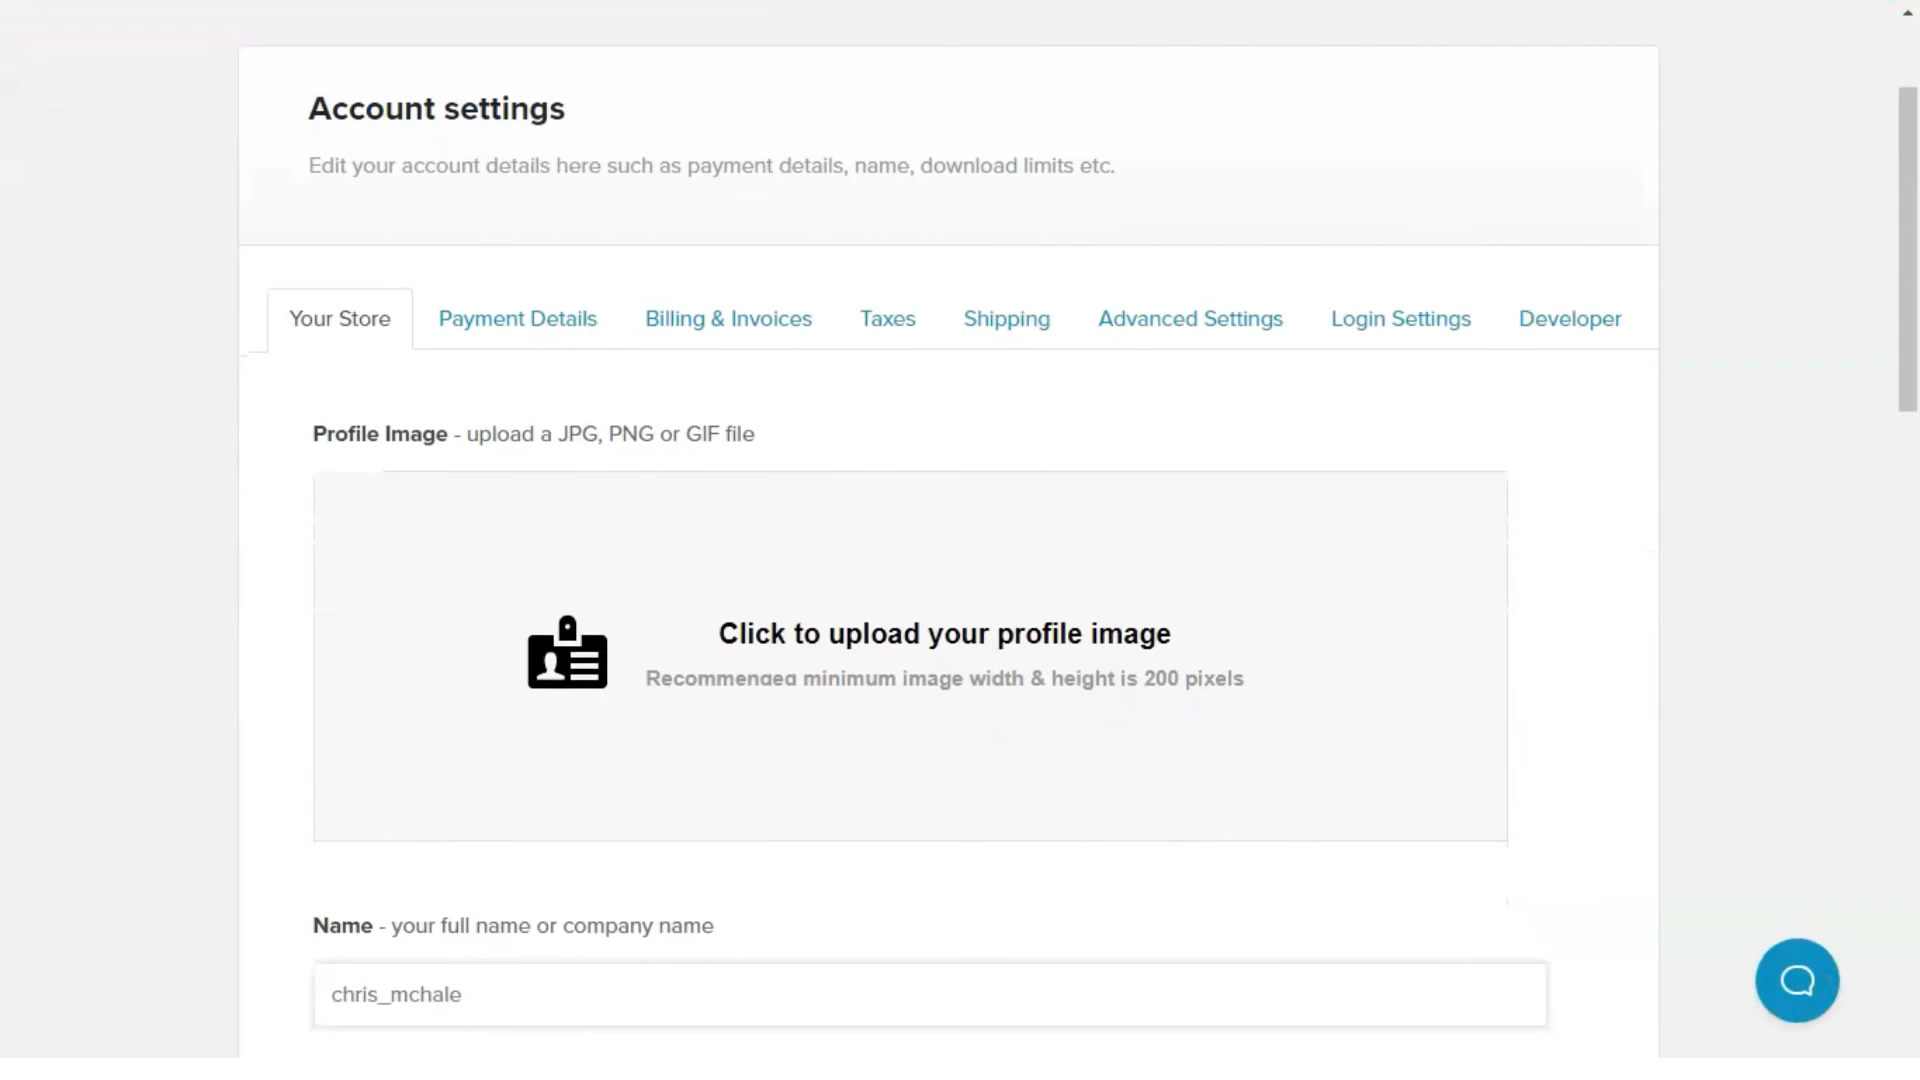 Account settings
Edit your account details here such as payment details, name, download limits etc.
Your Store Payment Details Billing & Invoices Taxes Shipping Advanced Settings Login Settings Developer
Profile Image - upload a JPG, PNG or GIF file
Click to upload your profile image
Recommended minimum image width & height is 200 pixels
Name - your full name or company name
chris_mchale